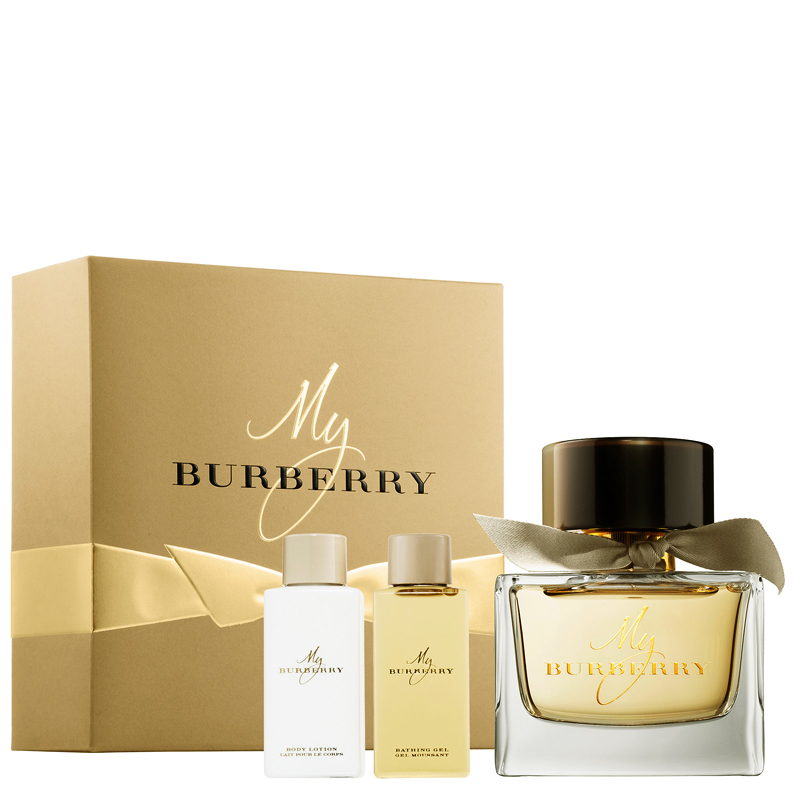 My
BURBERRY
My
BURBERRY
BODY LOTION
LAIT POUR LE CORPS
My
BURBERRY
BATHING GEL
GEL MOUSSANT
My
BURBERRY